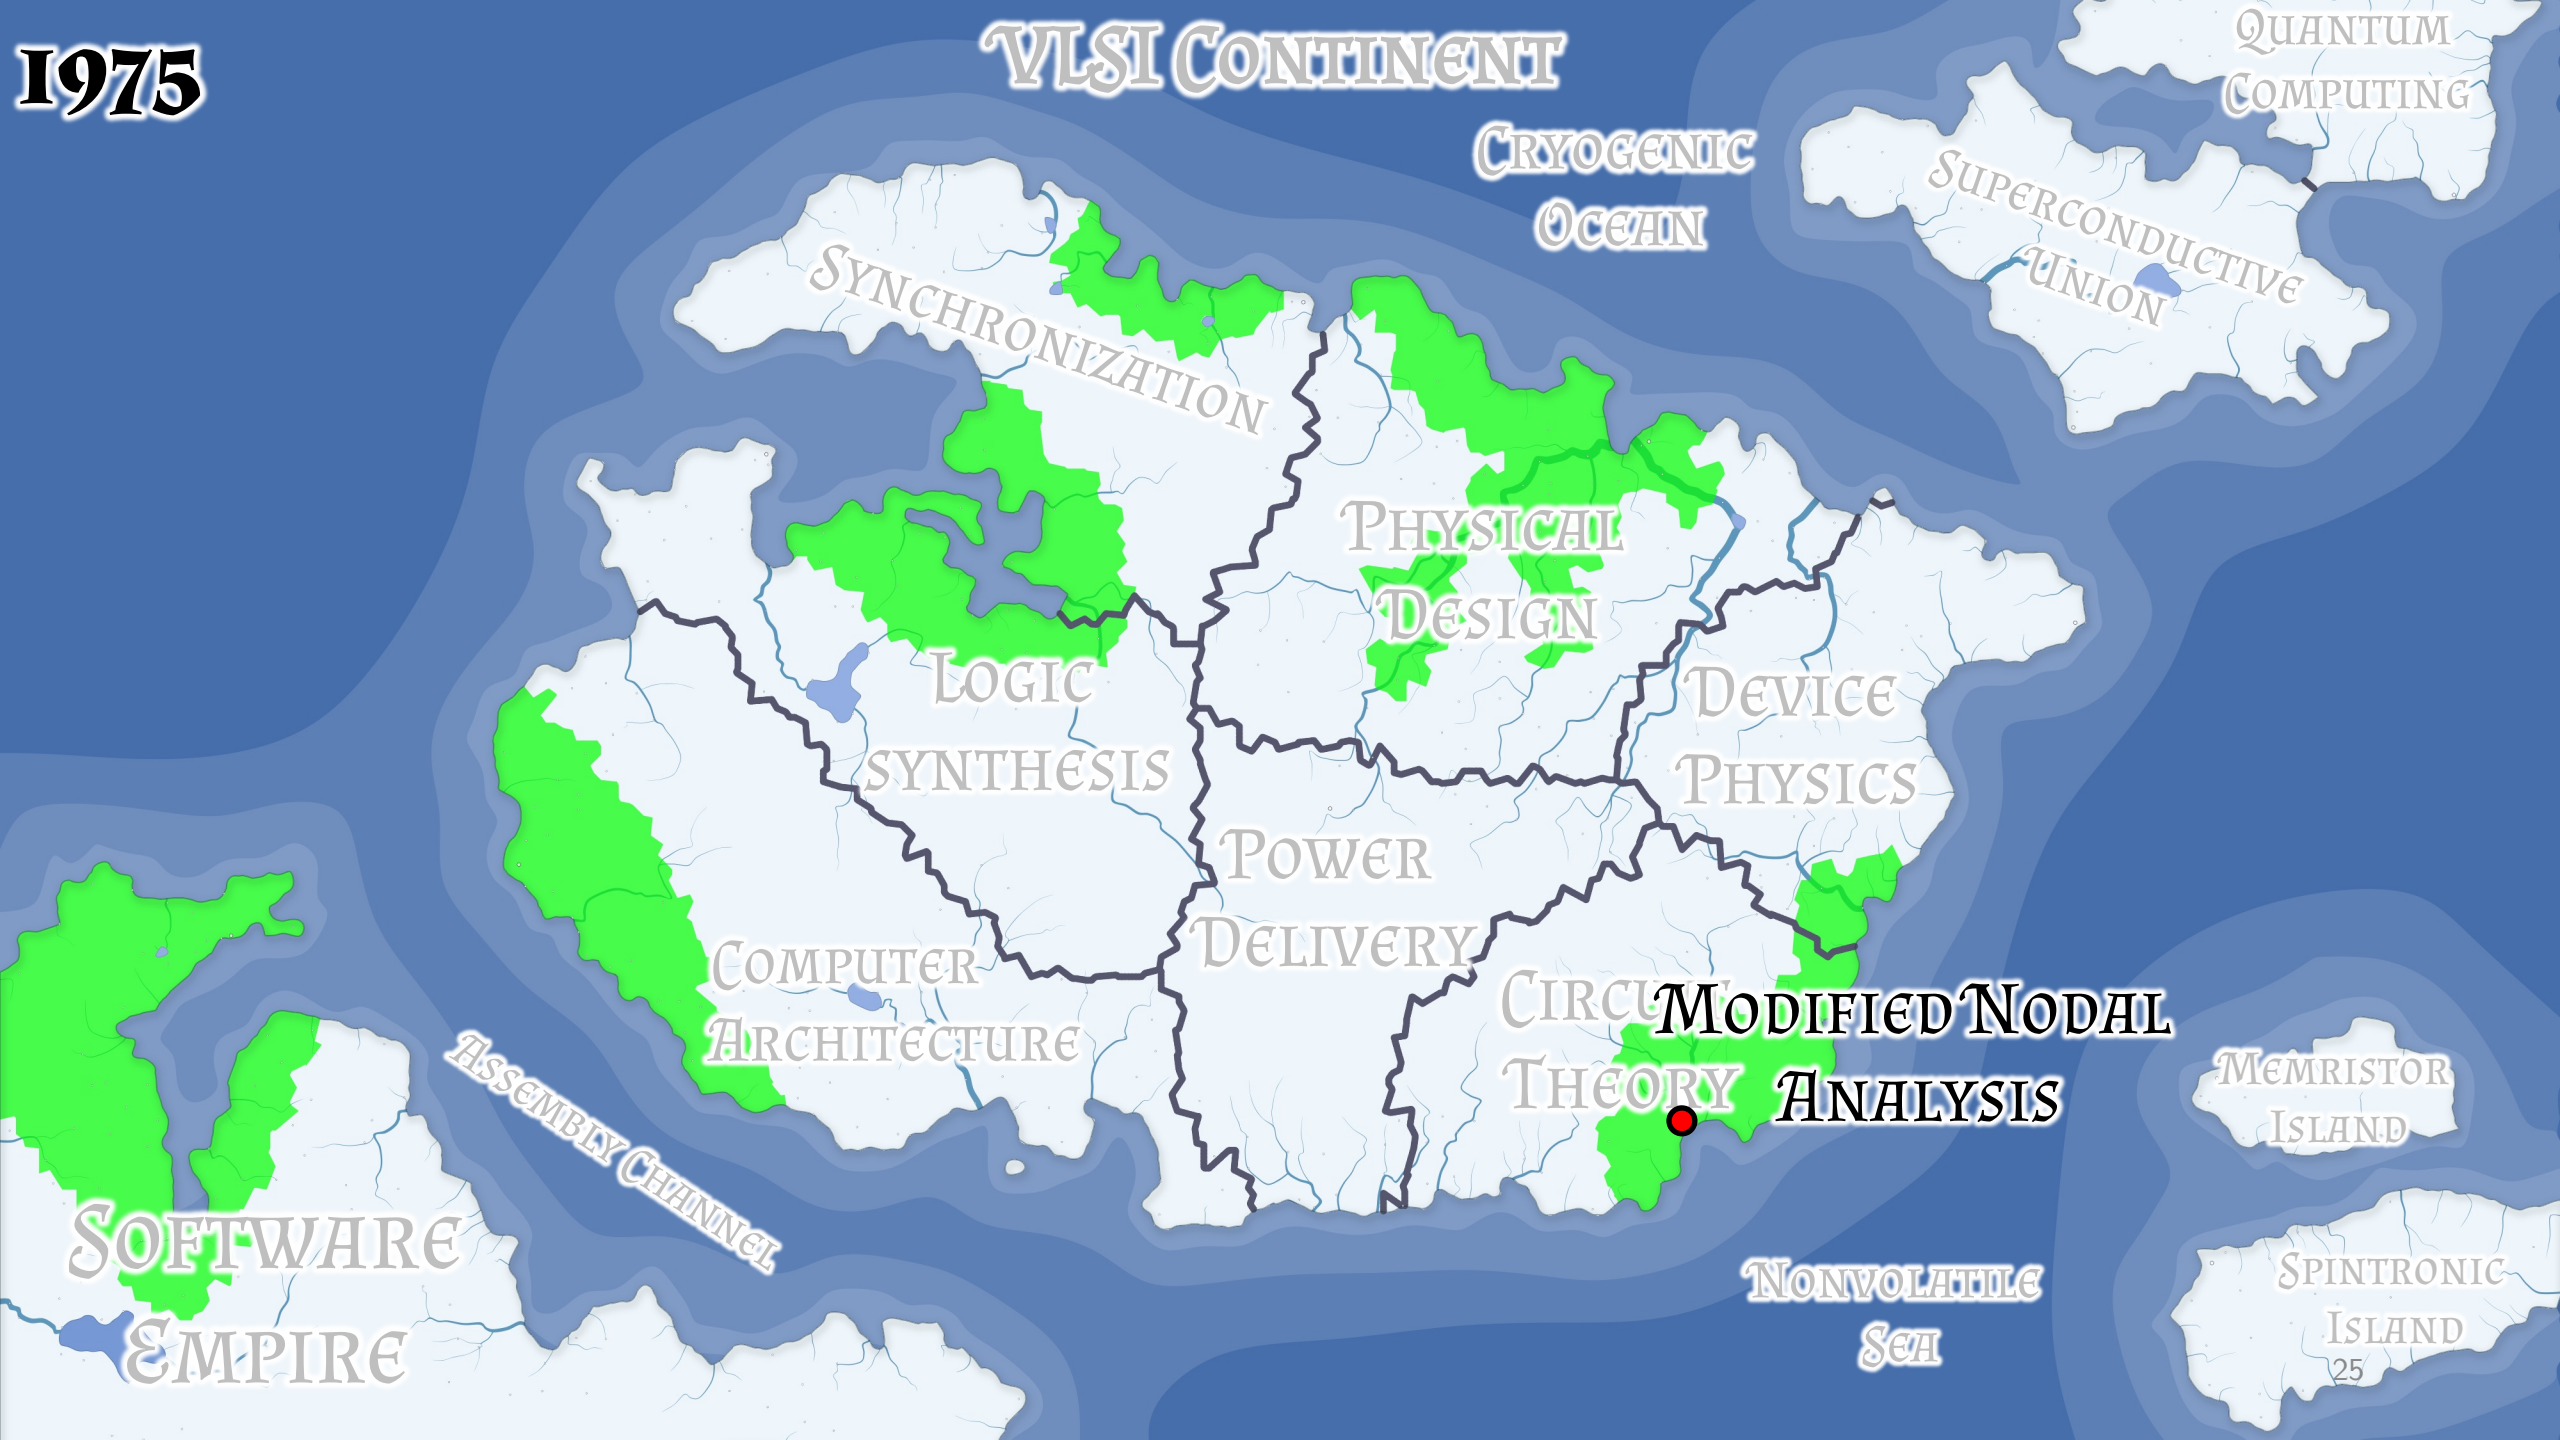 1975
VLSI Continent
Quantum
Computing
Cryogenic
Ocean
Superconductive
Union
Synchronization
Physical
Design
Logic
synthesis
Device
Physics
Power
Delivery
Computer
Architecture
Circuit
Theory
Modified Nodal
Analysis
Assembly Channel
Memristor
Island
Software
Empire
Nonvolatile
Sea
Spintronic
Island
25